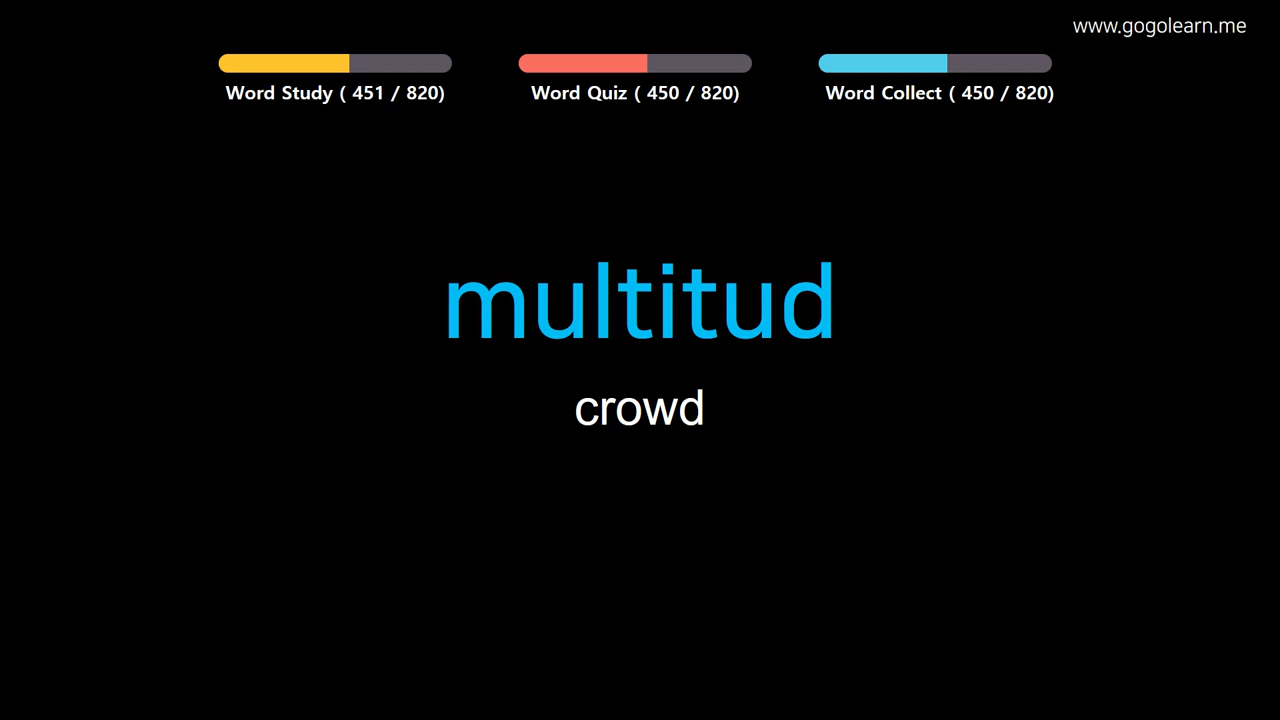 www.gogolearn.me
Word Study ( 451 / 820)
Word Quiz ( 450 / 820)
Word Collect ( 450 / 820)
multitud
crowd